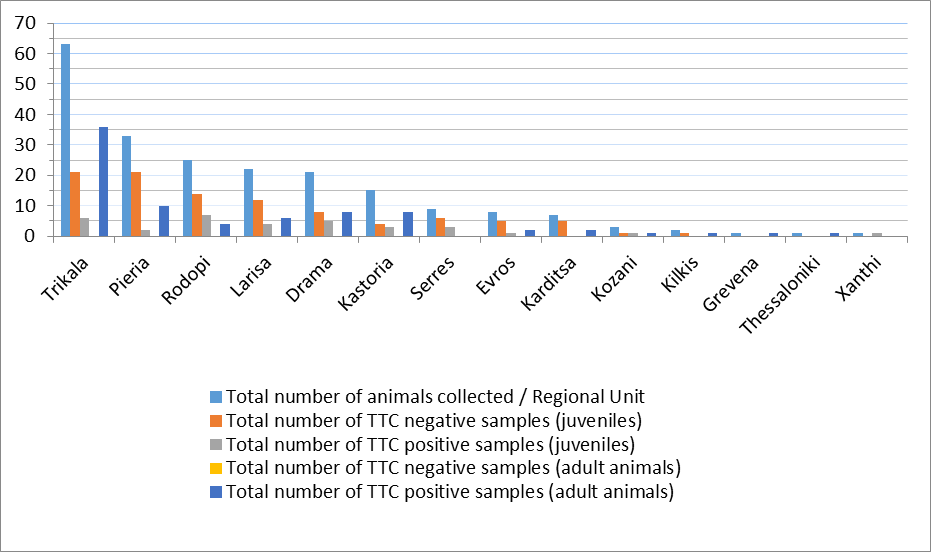 70
60
50
40
30
20
10
0
Trikala
Pieria
Rodopi
Larisa
Drama
Kastoria
Serres
Evros
Karditsa
Kozani
Kilkis
Grevena
Thessaloniki
Xanthi
Total number of animals collected / Regional Unit
Total number of TTC negative samples (juveniles)
Total number of TTC positive samples (juveniles)
Total number of TTC negative samples (adult animals)
Total number of TTC positive samples (adult animals)